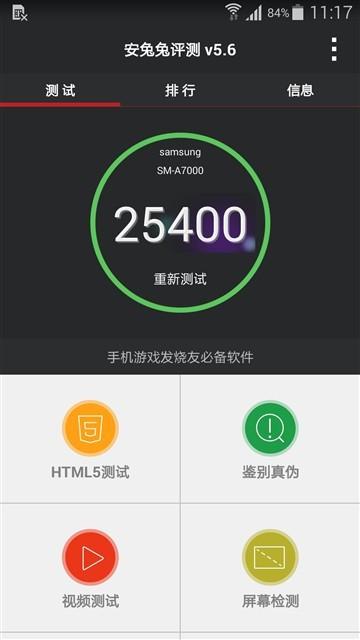 84% 11:17
安兔兔评测 v5.6
测 试 排 行 信息
samsung
SM-A7000
25400
重新测试
手机游戏发烧友必备软件
HTML5测试 鉴别真伪
视频测试 屏幕检测